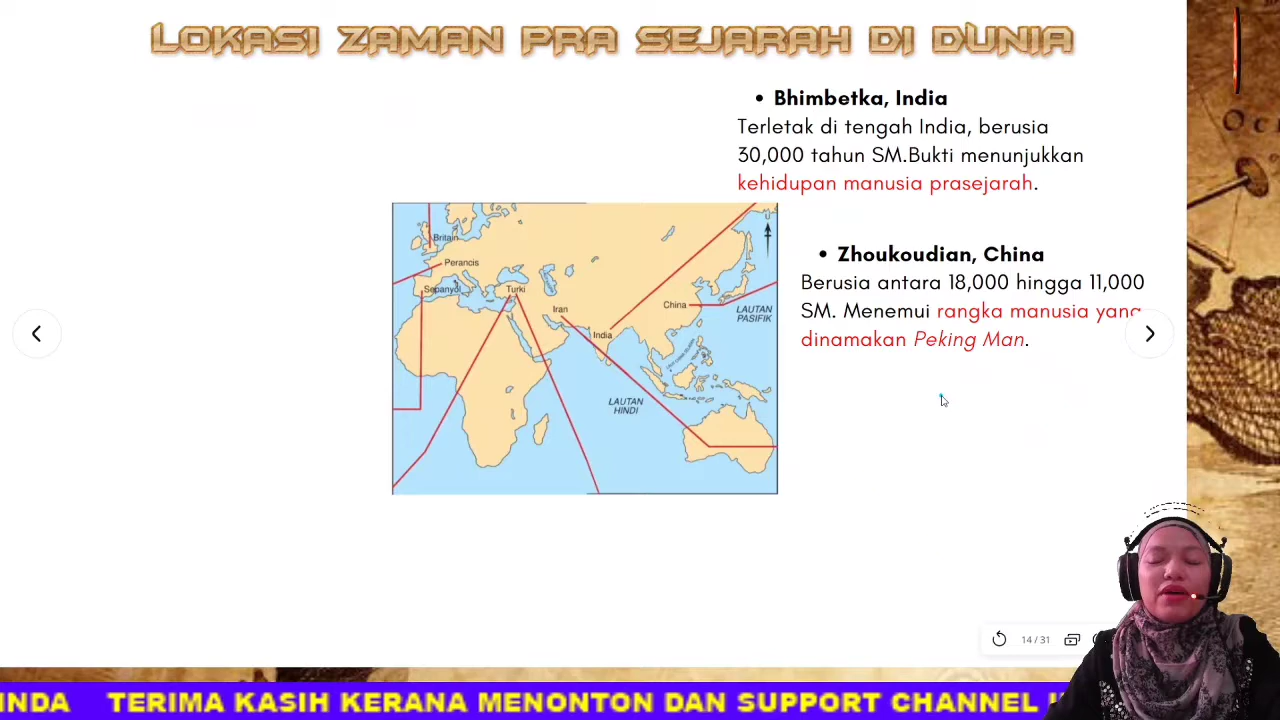 LOKASI ZAMAN PRA SEJARAH DI DUNIA
• Bhimbetka, India
Terletak di tengah India, berusia
30,000 tahun SM.Bukti menunjukkan
kehidupan manusia prasejarah.
• Zhoukoudian, China
Berusia antara 18,000 hingga 11,000
SM. Menemui rangka manusia yang
dinamakan Peking Man.
Britain
Perancis
Sepanyol
Turki
Iran
India
China
LAUTAN
PASIFIK
LAUTAN
HINDI
U
14 / 31
INDA TERIMA KASIH KERANA MENONTON DAN SUPPORT CHANNEL